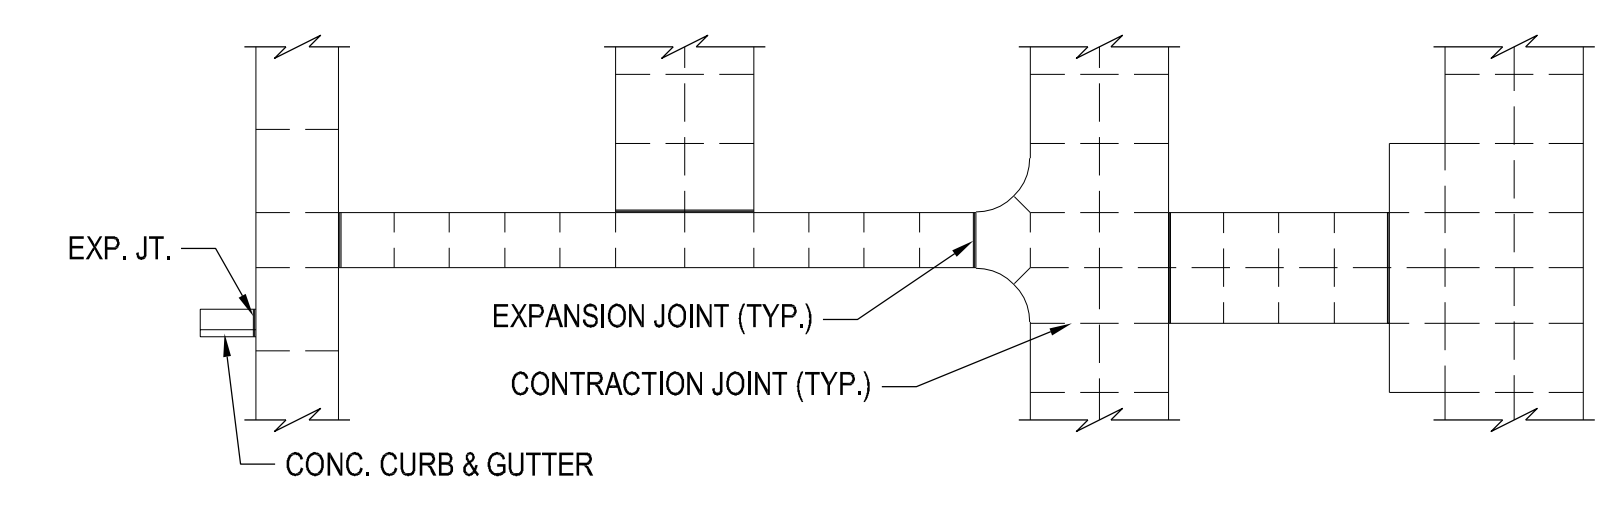 EXP. JT.
EXPANSION JOINT (TYP.)
CONTRACTION JOINT (TYP.)
CONC. CURB & GUTTER